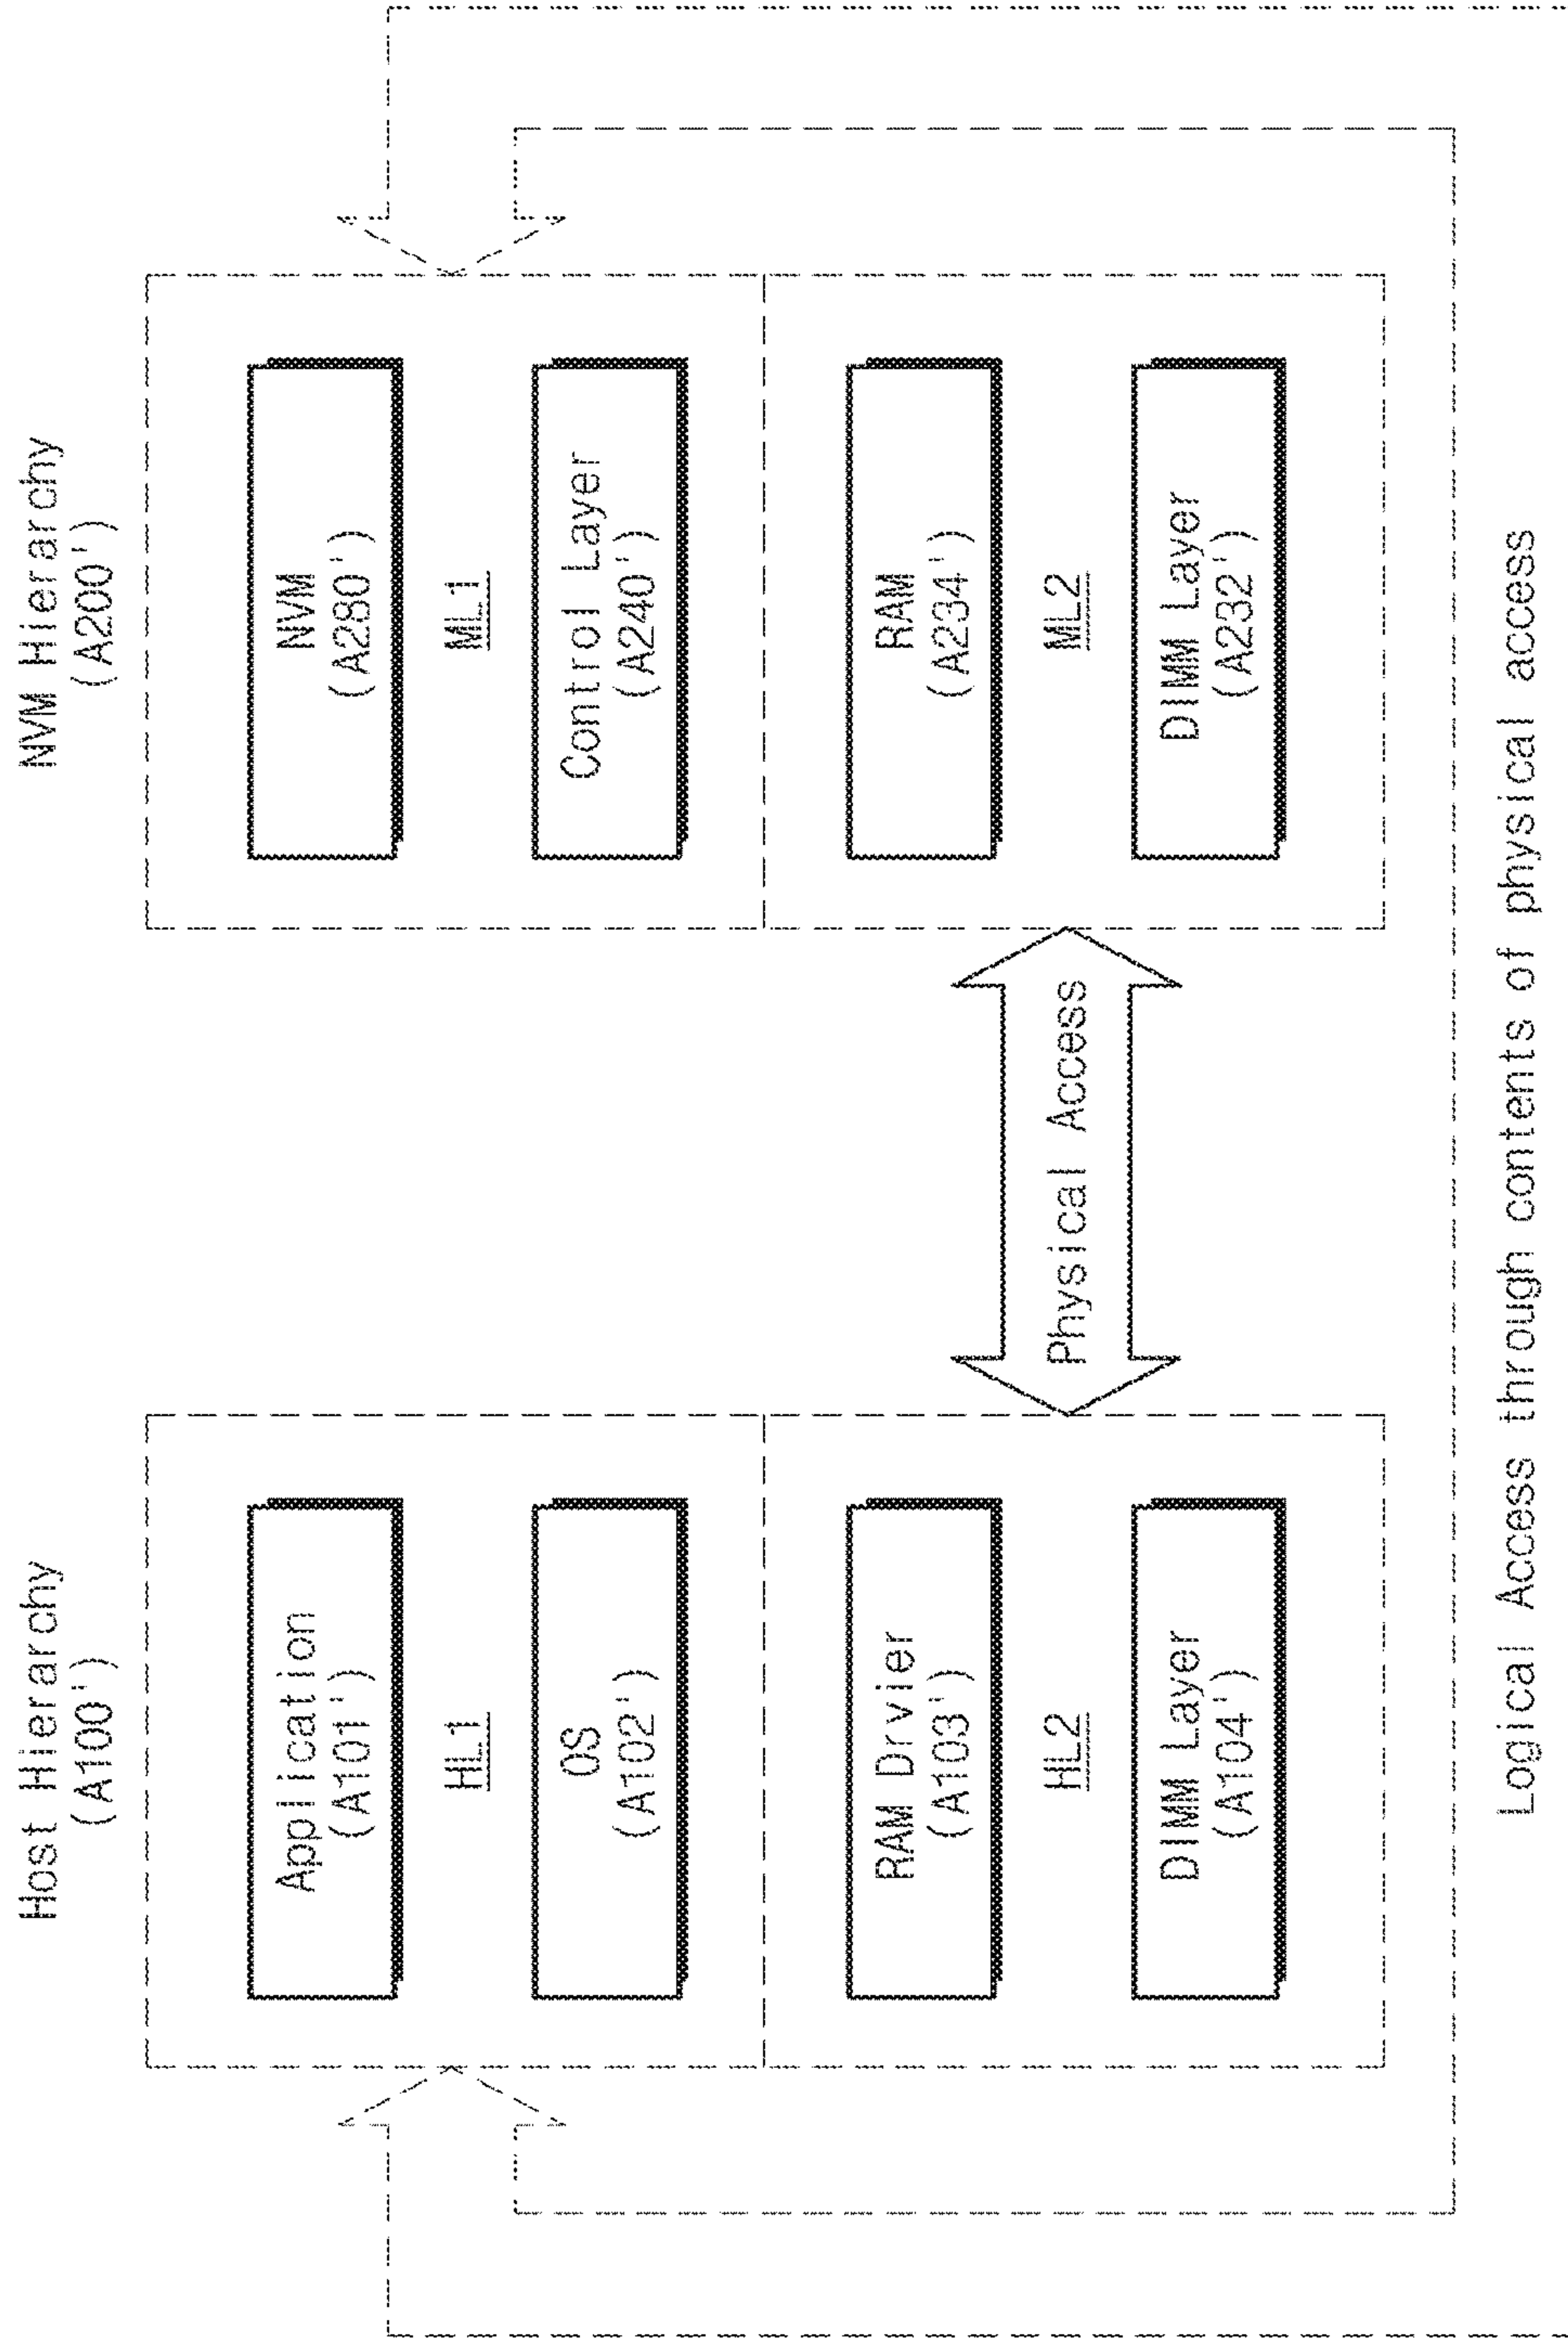 Host Hierarchy
(A100')
NVM Hierarchy
(A200')
Application
(A101')
HL1
OS
(A102')
RAM Drvier
(A103')
HL2
DIMM Layer
(A104')
Physical Access
NVM
(A280')
ML1
Control Layer
(A240')
RAM
(A234')
ML2
DIMM Layer
(A232')
Logical Access through contents of physical access